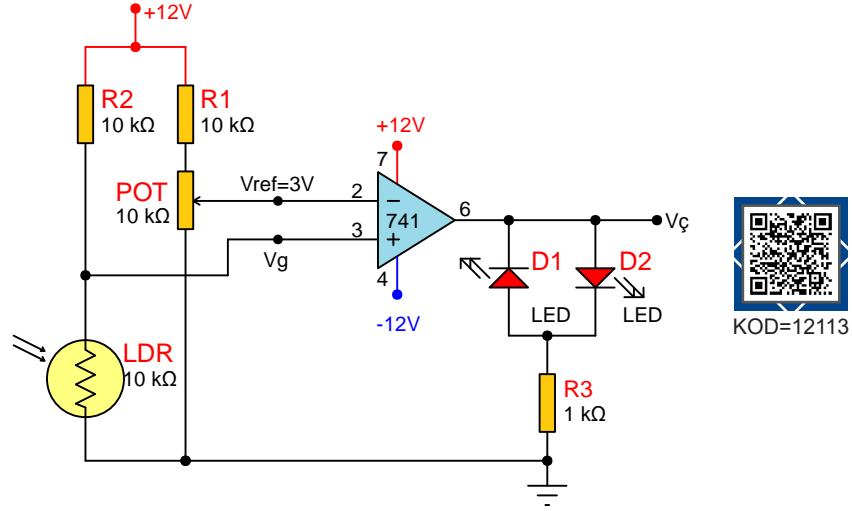 +12V
R2
10 kΩ
R1
10 kΩ
POT
10 kΩ
Vref=3V
Vg
+12V
7
2
−
741
3
+
6
4
-12V
Vç
D1
LED
D2
LED
LDR
10 kΩ
R3
1 kΩ
KOD=12113